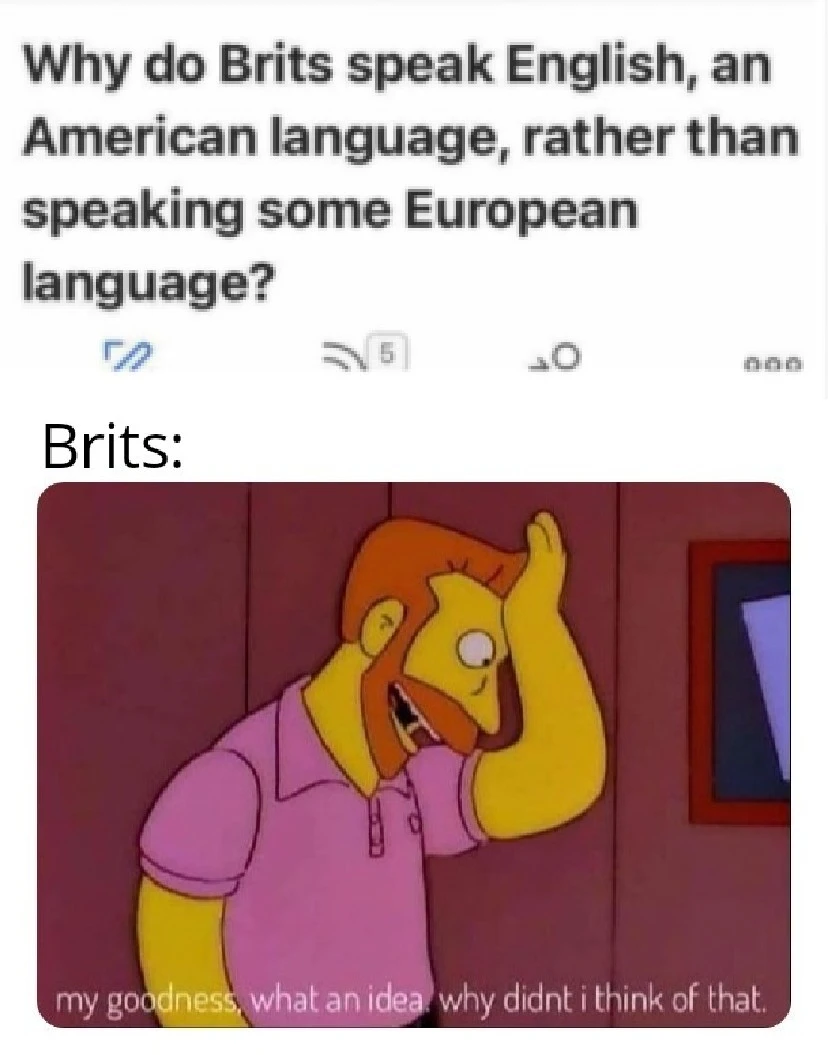 Why do Brits speak English, an
American language, rather than
speaking some European
language?
5
Brits:
my goodness, what an idea. why didnt i think of that.